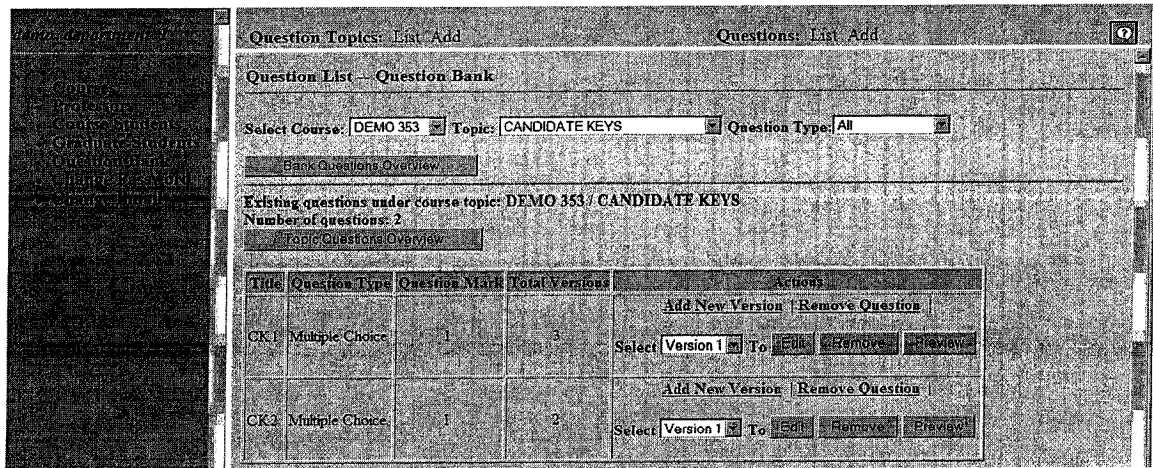 demo, department of
Question Topics: List Add Questions: List Add
Question List - Question Bank
Courses
Professors
Course Students
Graduate Students
Question Bank
Change Password
Select Course: DEMO 353 Topic: CANDIDATE KEYS Question Type: All
Bank Questions Overview...
Existing questions under course topic: DEMO 353 / CANDIDATE KEYS
Number of questions: 2
Topic Questions Overview
Title Question Type Question Mark Total Versions Actions
Add New Version | Remove Question |
CK1 Multiple Choice 1 3
Select Version 1 To Edit Remove Preview
Add New Version | Remove Question |
CK2 Multiple Choice 1 2
Select Version 1 To Edit Remove Preview